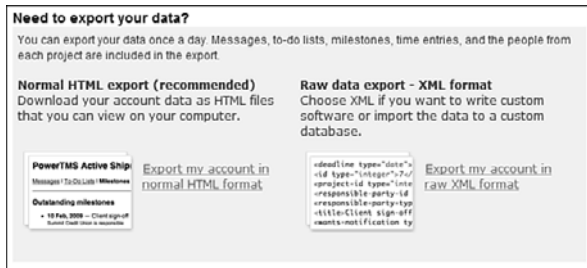 Need to export your data?
You can export your data once a day. Messages, to-do lists, milestones, time entries, and the people from
each project are included in the export.
Normal HTML export (recommended)
Download your account data as HTML files
that you can view on your computer.
PowerTMS Active Ship
Messages | To-Do Lists | Milestones
Outstanding milestones
• 10 Feb, 2009 — Client sign-off
Summit Credit Union is responsible
Export my account in
normal HTML format
Raw data export - XML format
Choose XML if you want to write custom
software or import the data to a custom
database.
<deadline type="date">
<id type="integer">7</
<project-id type="inte
<responsible-party-id
<responsible-party-typ
<title>Client sign-off
<wants-notification ty
Export my account in
raw XML format